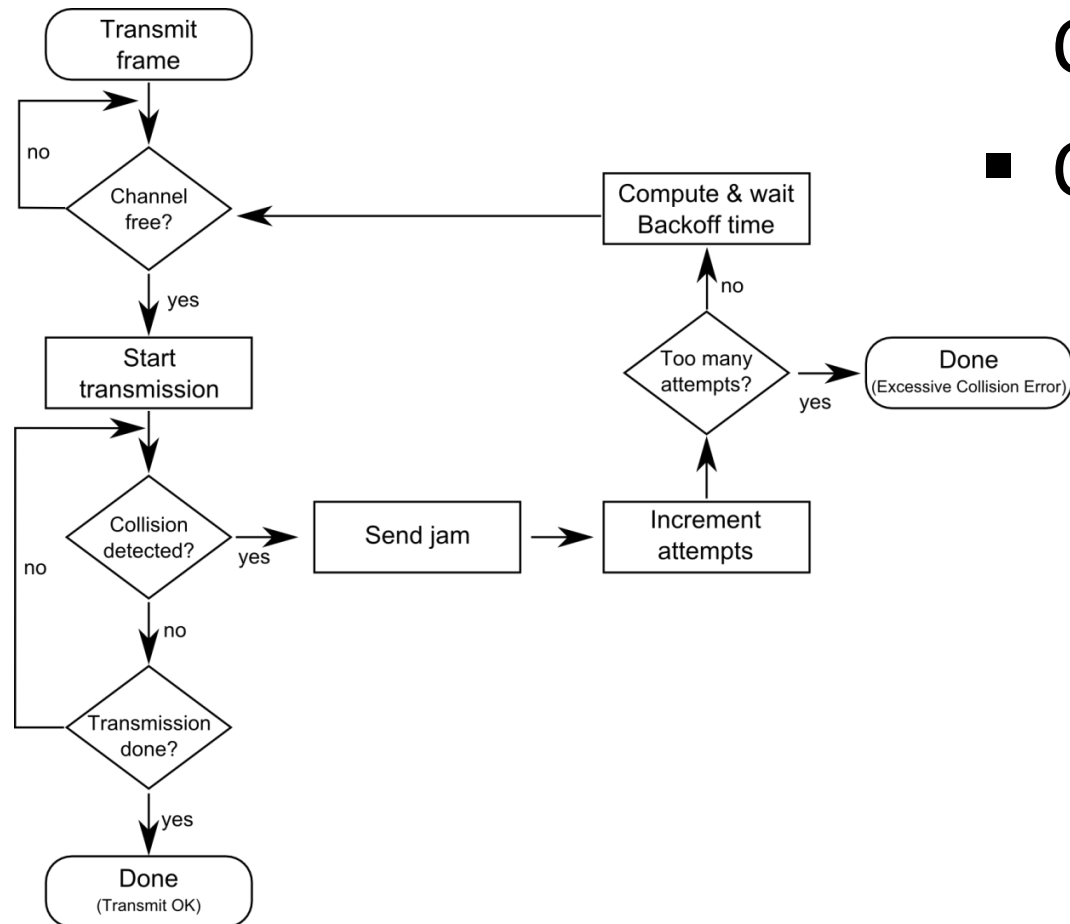 Transmit
frame
no
Channel
free?
yes
Compute & wait
Backoff time
no
Start
transmission
Too many
attempts?
yes
Done
(Excessive Collision Error)
Collision
detected?
yes
Send jam
Increment
attempts
no
no
Transmission
done?
yes
Done
(Transmit OK)